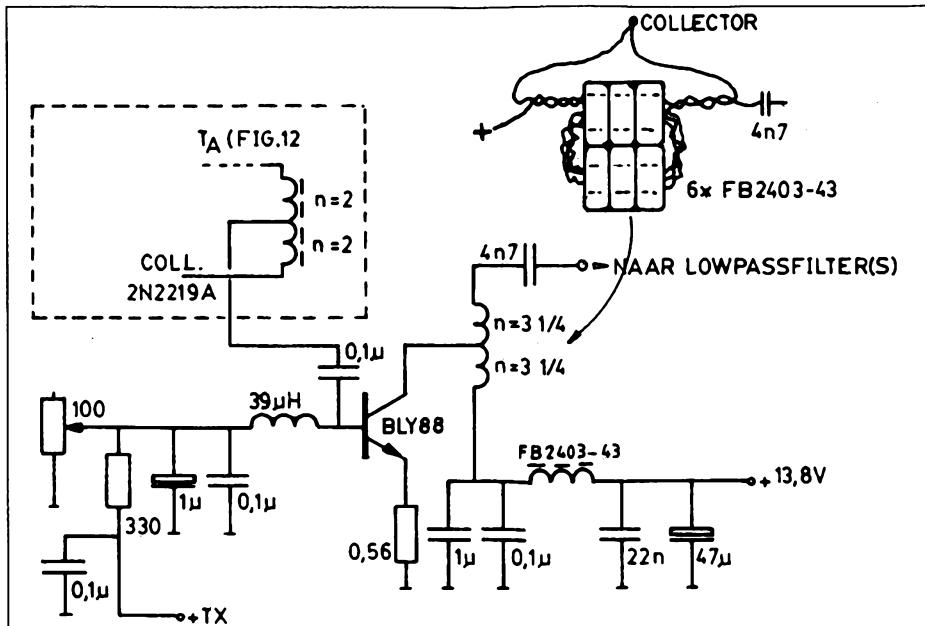 COLLECTOR
+
4n7
6x FB2403-43
TA (FIG.12
n=2
n=2
COLL.
2N2219A
4n7
NAAR LOWPASSFILTER(S)
n=3 1/4
n=3 1/4
0,1µ
39µH
BLY88
100
330
1µ
0,1µ
0,1µ
+TX
0,56
FB2403-43
+13,8V
1µ
0,1µ
22n
47µ